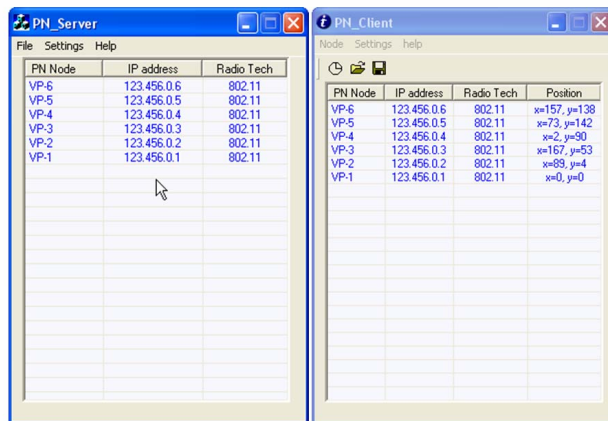 PN_Server
File Settings Help
PN Node IP address Radio Tech
VP-6 123.456.0.6 802.11
VP-5 123.456.0.5 802.11
VP-4 123.456.0.4 802.11
VP-3 123.456.0.3 802.11
VP-2 123.456.0.2 802.11
VP-1 123.456.0.1 802.11
PN_Client
Node Settings help
PN Node IP address Radio Tech Position
VP-6 123.456.0.6 802.11 x=157, y=138
VP-5 123.456.0.5 802.11 x=73, y=142
VP-4 123.456.0.4 802.11 x=2, y=90
VP-3 123.456.0.3 802.11 x=167, y=53
VP-2 123.456.0.2 802.11 x=89, y=4
VP-1 123.456.0.1 802.11 x=0, y=0